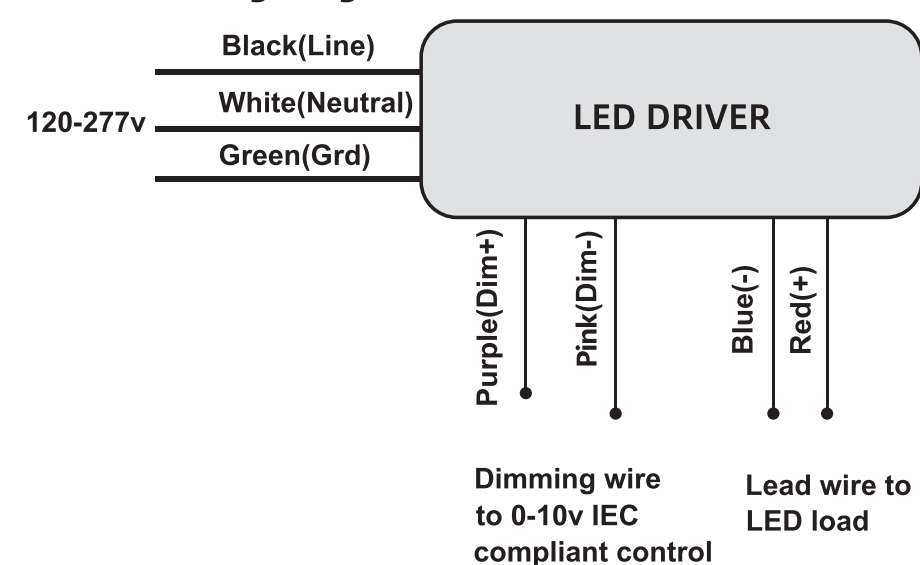 Black(Line)
White(Neutral)
120-277v
Green(Grd)
LED DRIVER
Purple(Dim+)
Pink(Dim-)
Blue(-)
Red(+)
Dimming wire
to 0-10v IEC
compliant control
Lead wire to
LED load